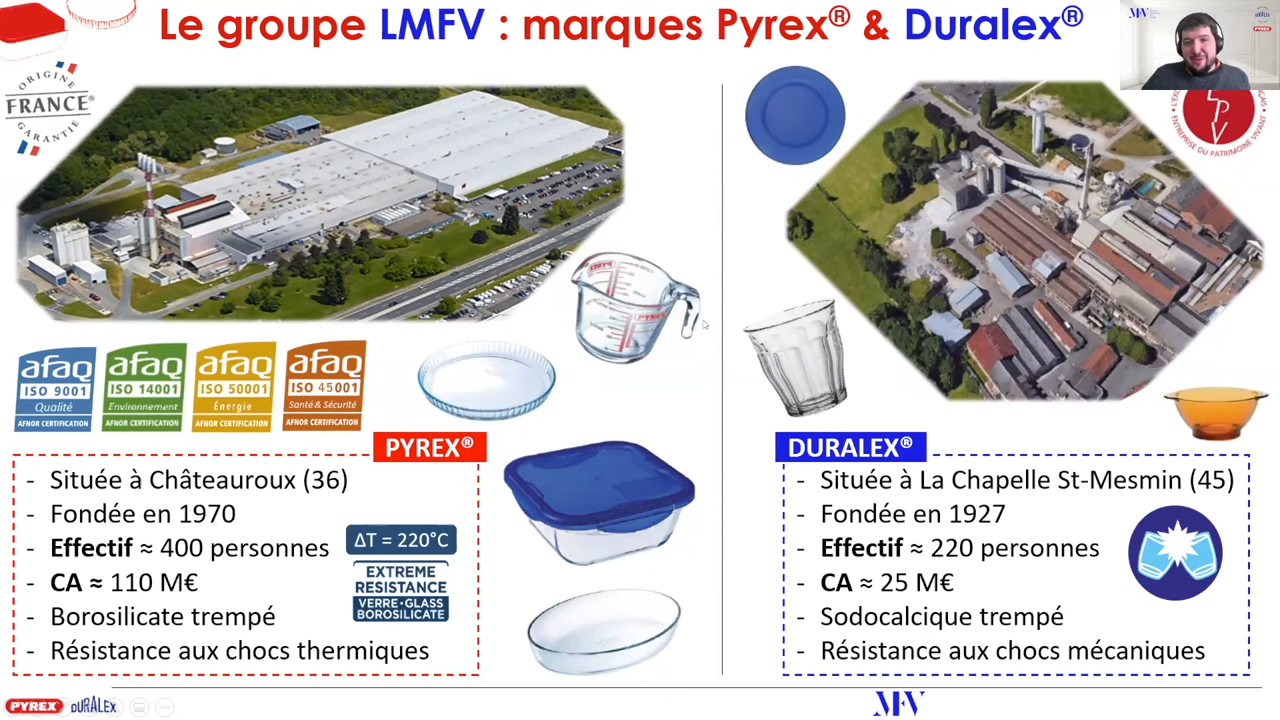 Le groupe LMFV : marques Pyrex® & Duralex®
ORIGINE
FRANCE®
GARANTIE
LPV
ENTREPRISE DU PATRIMOINE VIVANT
PYREX
PYREX
afaq
ISO 9001
Qualité
AFNOR CERTIFICATION
afaq
ISO 14001
Environnement
AFNOR CERTIFICATION
afaq
ISO 50001
Énergie
AFNOR CERTIFICATION
afaq
ISO 45001
Santé & Sécurité
AFNOR CERTIFICATION
PYREX®
- Située à Châteauroux (36)
- Fondée en 1970
- Effectif ≈ 400 personnes
- CA ≈ 110 M€
- Borosilicate trempé
- Résistance aux chocs thermiques
ΔT = 220°C
EXTREME
RESISTANCE
VERRE•GLASS
BOROSILICATE
DURALEX®
- Située à La Chapelle St-Mesmin (45)
- Fondée en 1927
- Effectif ≈ 220 personnes
- CA ≈ 25 M€
- Sodocalcique trempé
- Résistance aux chocs mécaniques
PYREX DURALEX
MFV